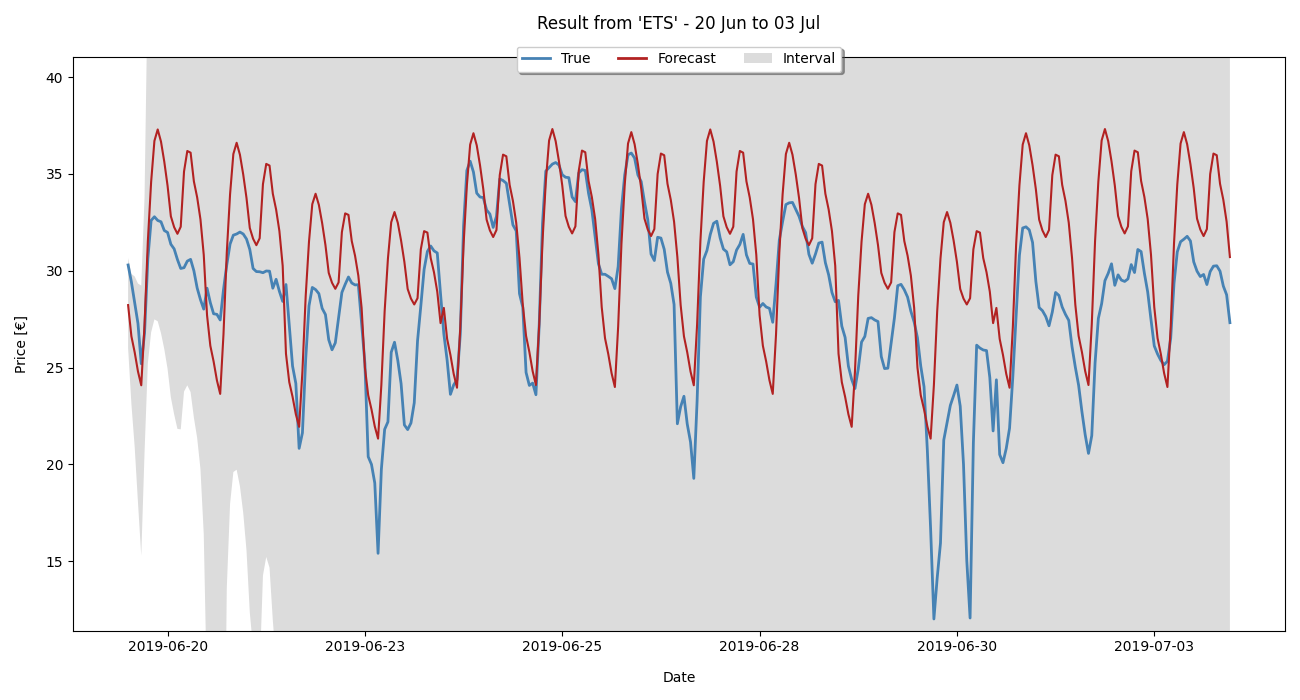 Result from 'ETS' - 20 Jun to 03 Jul
True Forecast Interval
40
35
30
25
20
15
Price [€]
2019-06-20 2019-06-23 2019-06-25 2019-06-28 2019-06-30 2019-07-03
Date